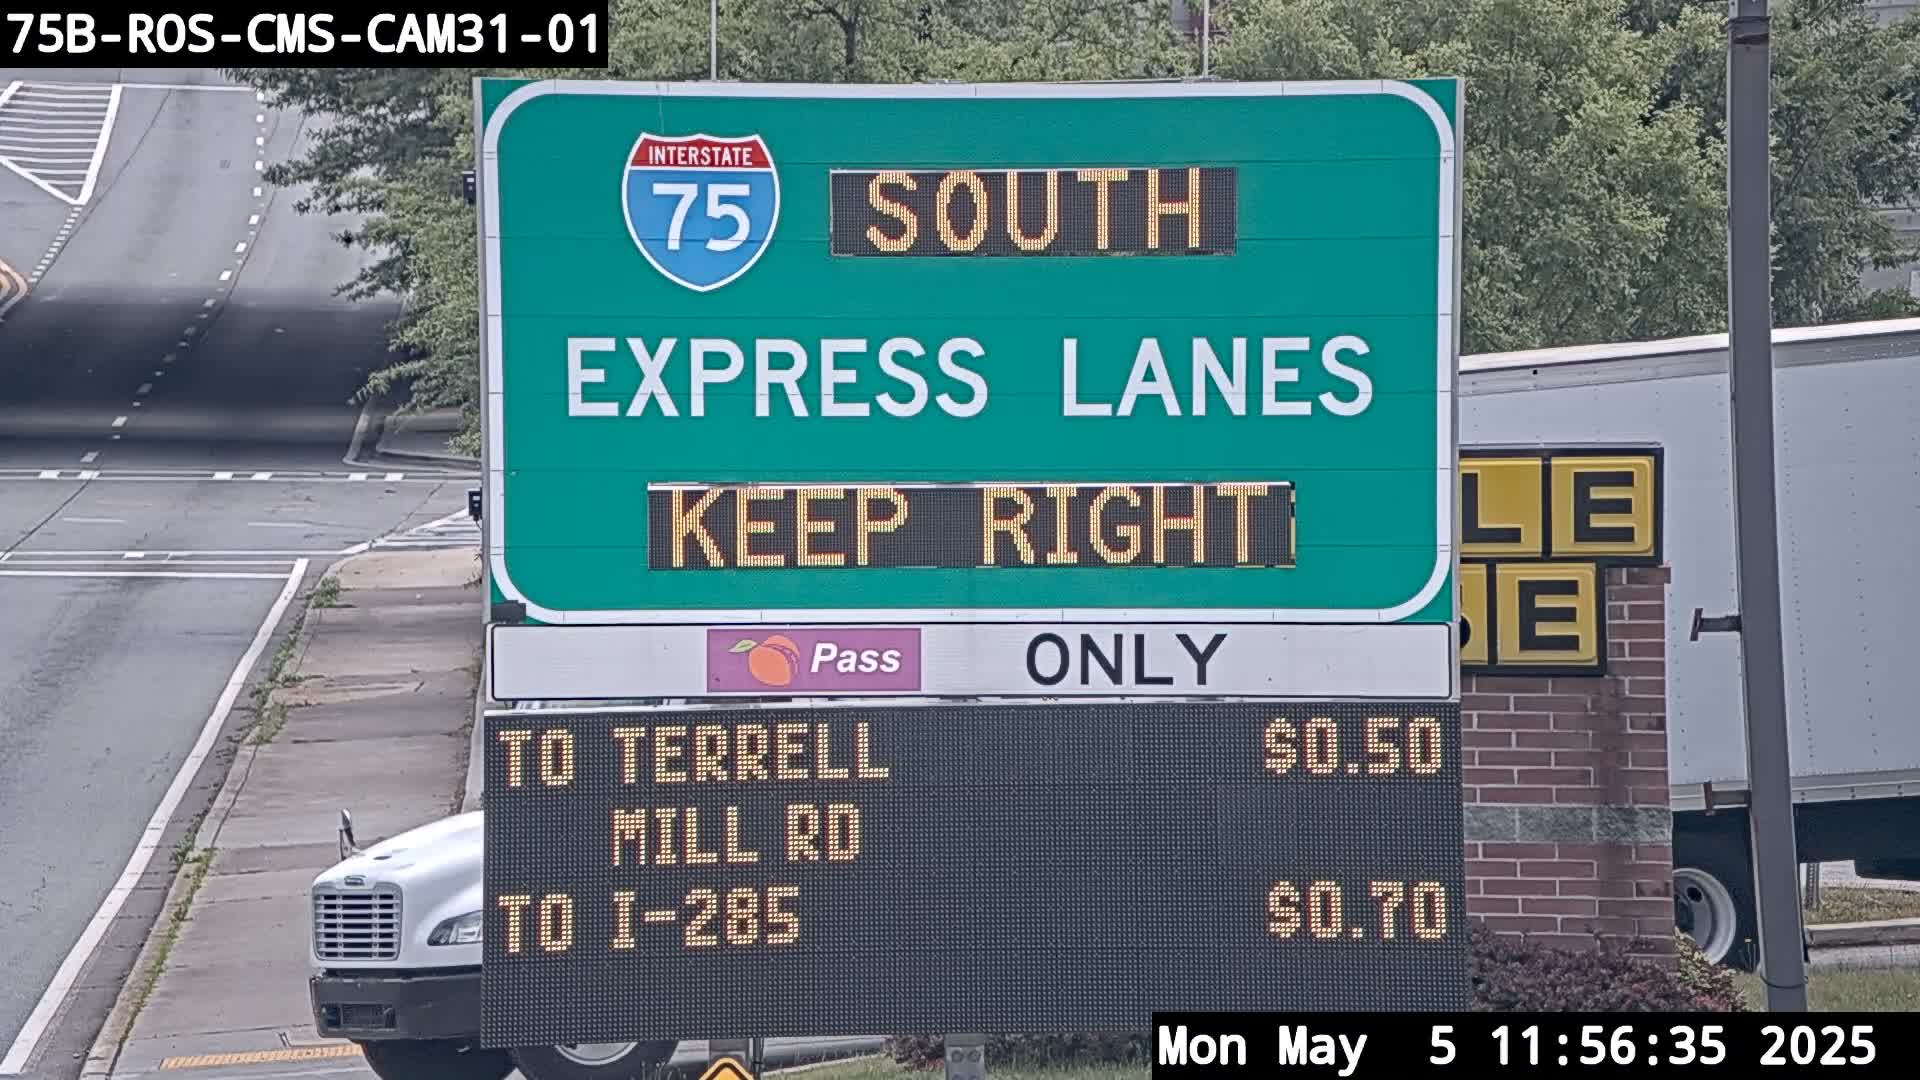 75B-ROS-CMS-CAM31-01
INTERSTATE
75
SOUTH
EXPRESS LANES
KEEP RIGHT
Pass ONLY
TO TERRELL $0.50
MILL RD
TO I-285 $0.70
Mon May 5 11:56:35 2025